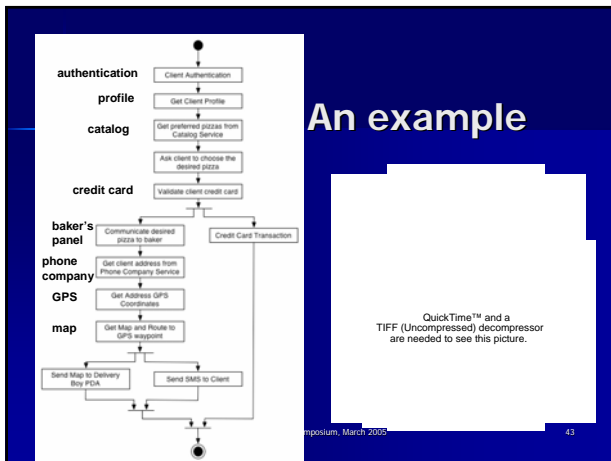 An example
authentication
Client Authentication
profile
Get Client Profile
catalog
Get preferred pizzas from
Catalog Service
Ask client to choose the
desired pizza
credit card
Validate client credit card
baker's
panel
Communicate desired
pizza to baker
Credit Card Transaction
phone
company
Get client address from
Phone Company Service
GPS
Get Address GPS
Coordinates
map
Get Map and Route to
GPS waypoint
Send Map to Delivery
Boy PDA
Send SMS to Client
QuickTime™ and a
TIFF (Uncompressed) decompressor
are needed to see this picture.
mposium, March 2005
43